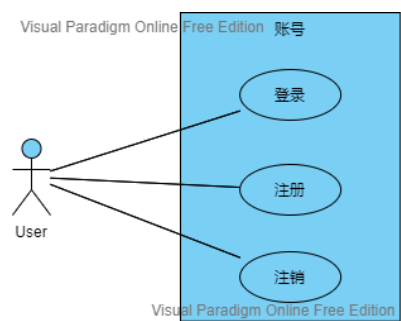 Visual Paradigm Online Free Edition
账号
登录
注册
User
注销
Visual Paradigm Online Free Edition